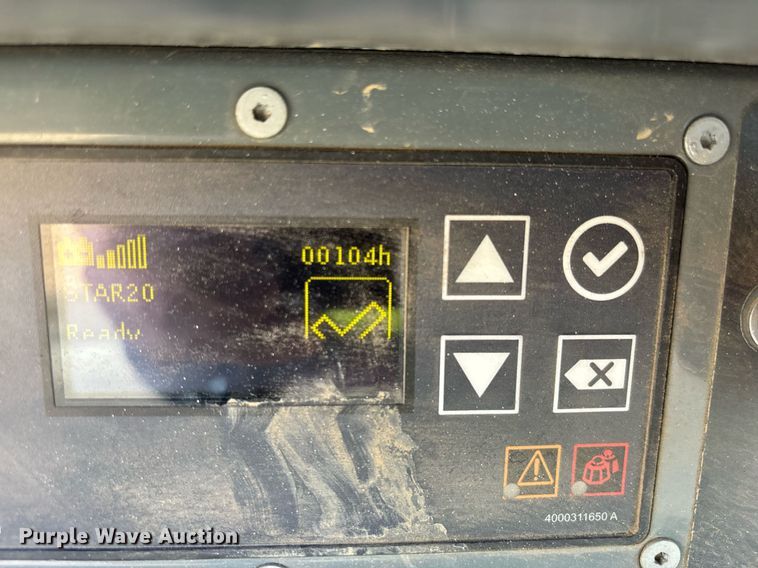 00104h
STAR20
Ready
4000311650 A
Purple Wave Auction